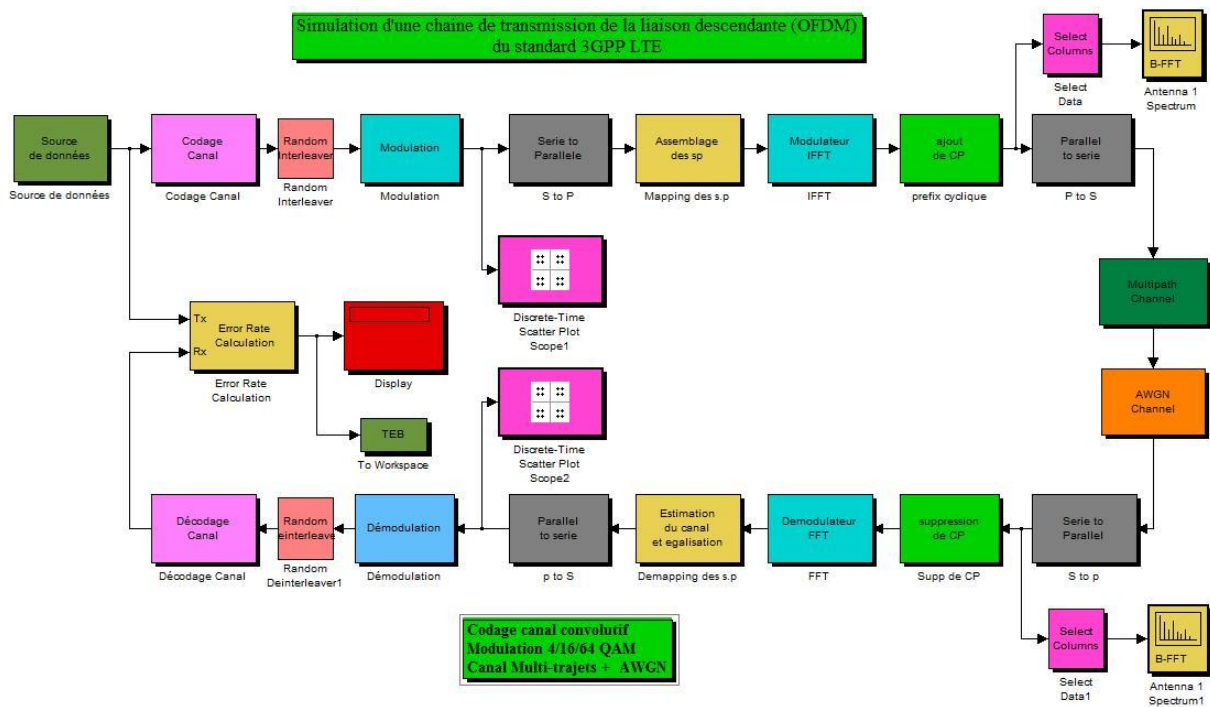 Simulation d'une chaine de transmission de la liaison descendante (OFDM)
du standard 3GPP LTE
Select
Columns
Select
Data
B-FFT
Antenna 1
Spectrum
Source
de données
Source de données
Codage
Canal
Codage Canal
Random
Interleaver
Random
Interleaver
Modulation
Modulation
Serie to
Parallele
S to P
Assemblage
des sp
Mapping des s.p
Modulateur
IFFT
IFFT
ajout
de CP
prefix cyclique
Parallel
to serie
P to S
Multipath
Channel
AWGN
Channel
Discrete-Time
Scatter Plot
Scope1
Tx
Rx
Error Rate
Calculation
Error Rate
Calculation
Display
TEB
To Workspace
Discrete-Time
Scatter Plot
Scope2
Décodage
Canal
Décodage Canal
Random
einterleave
Random
Deinterleaver1
Démodulation
Démodulation
Parallel
to serie
p to S
Estimation
du canal
et egalisation
Demapping des s.p
Demodulateur
FFT
FFT
suppression
de CP
Supp de CP
Serie to
Parallel
S to p
Select
Columns
Select
Data1
B-FFT
Antenna 1
Spectrum1
Codage canal convolutif
Modulation 4/16/64 QAM
Canal Multi-trajets + AWGN